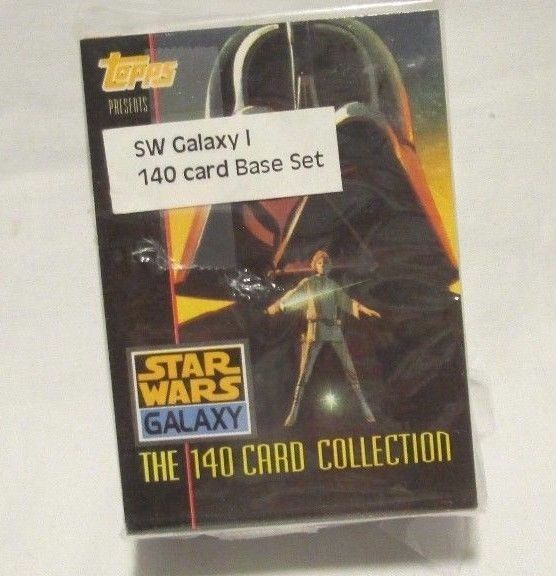 Topps
PRESENTS
SW Galaxy I
140 card Base Set
STAR
WARS
GALAXY
THE 140 CARD COLLECTION